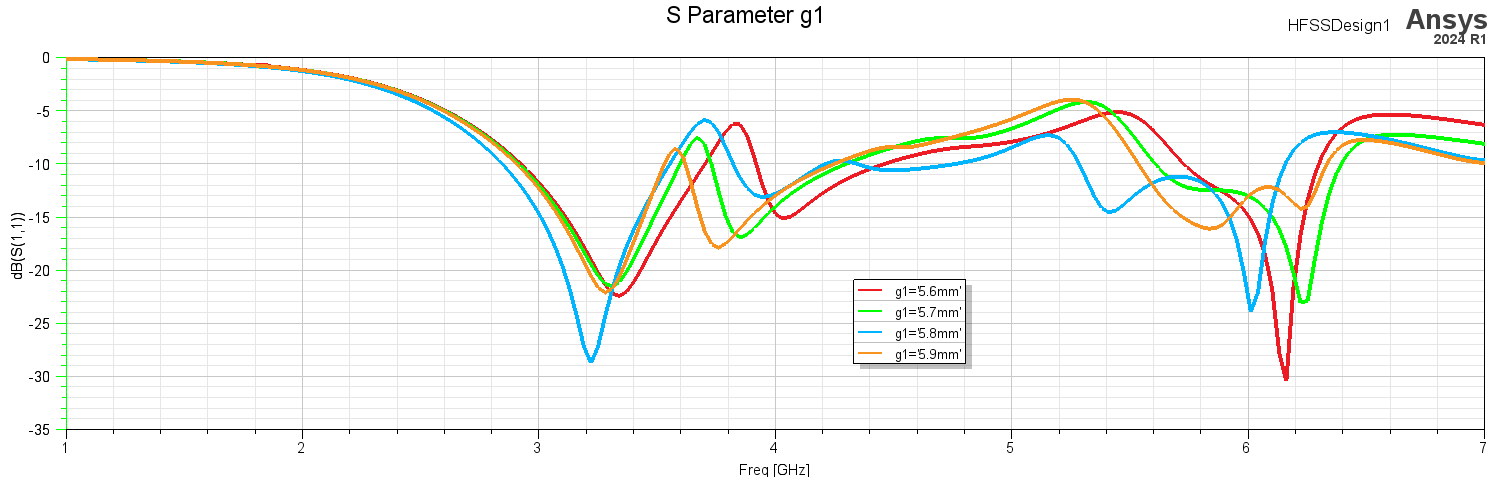 S Parameter g1
HFSSDesign1
Ansys
2024 R1
0
-5
-10
-15
-20
-25
-30
-35
dB(S(1,1))
g1='5.6mm'
g1='5.7mm'
g1='5.8mm'
g1='5.9mm'
1 2 3 4 5 6 7
Freq [GHz]